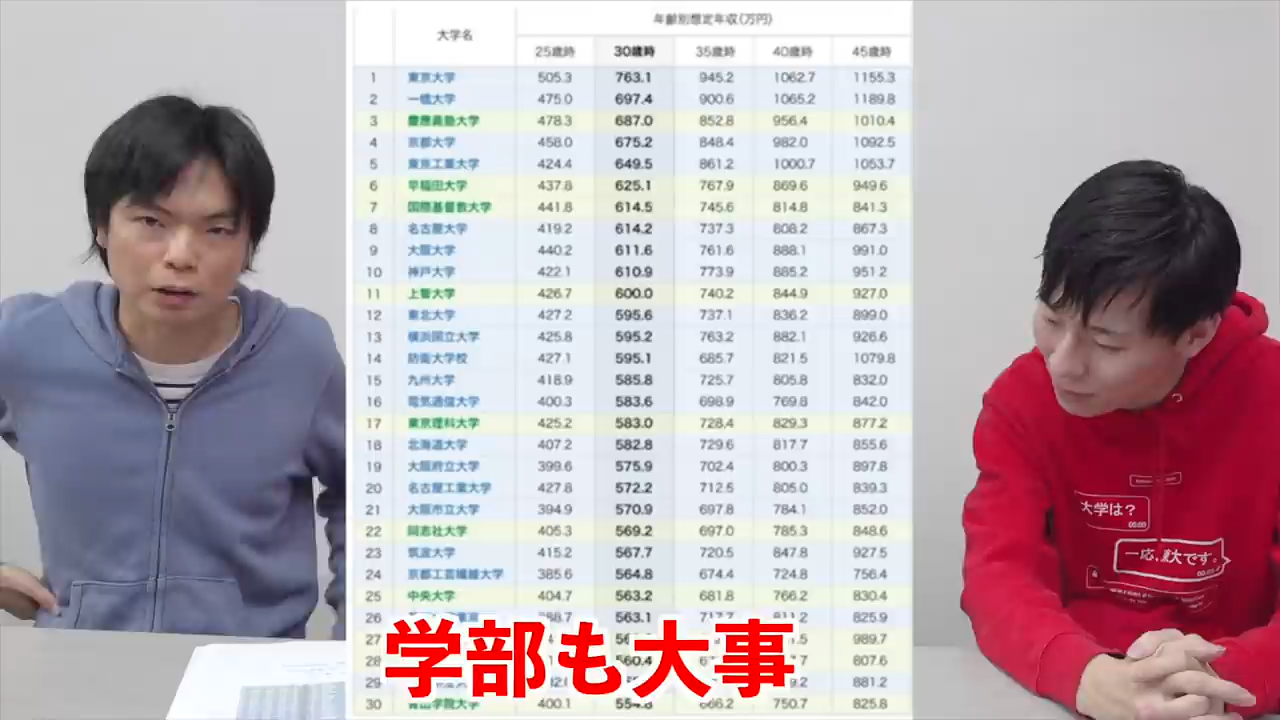 大学名
年齢別想定年収(万円)
25歳時 30歳時 35歳時 40歳時 45歳時
1 東京大学 505.3 763.1 945.2 1062.7 1155.3
2 一橋大学 475.0 697.4 900.6 1065.2 1189.8
3 慶應義塾大学 478.3 687.0 852.8 956.4 1010.4
4 京都大学 458.0 675.2 848.4 982.0 1092.5
5 東京工業大学 424.4 649.5 861.2 1000.7 1053.7
6 早稲田大学 437.8 625.1 767.9 869.6 949.6
7 国際基督教大学 441.8 614.5 745.6 814.8 841.3
8 名古屋大学 419.2 614.2 737.3 808.2 867.3
9 大阪大学 440.2 611.6 761.6 888.1 991.0
10 神戸大学 422.1 610.9 773.9 885.2 951.2
11 上智大学 426.7 600.0 740.2 844.9 927.0
12 東北大学 427.2 595.6 737.1 836.2 899.0
13 横浜国立大学 425.8 595.2 763.2 882.1 926.6
14 防衛大学校 427.1 595.1 685.7 821.5 1079.8
15 九州大学 418.9 585.8 725.7 805.8 832.0
16 電気通信大学 400.3 583.6 698.9 769.8 842.0
17 東京理科大学 425.2 583.0 728.4 829.3 877.2
18 北海道大学 407.2 582.8 729.6 817.7 855.6
19 大阪府立大学 399.6 575.9 702.4 800.3 897.8
20 名古屋工業大学 427.8 572.2 712.5 805.0 839.3
21 大阪市立大学 394.9 570.9 697.8 784.1 852.0
22 同志社大学 405.3 569.2 697.0 785.3 848.6
23 筑波大学 415.2 567.7 720.5 847.8 927.5
24 京都工芸繊維大学 385.6 564.8 674.4 724.8 756.4
25 中央大学 404.7 563.2 681.8 766.2 830.4
26 563.1 825.9
27 989.7
28 560.4 807.6
29 881.2
30 青山学院大学 400.1 750.7 825.8
学部も大事
大学は?
00:00
一応、東大です。